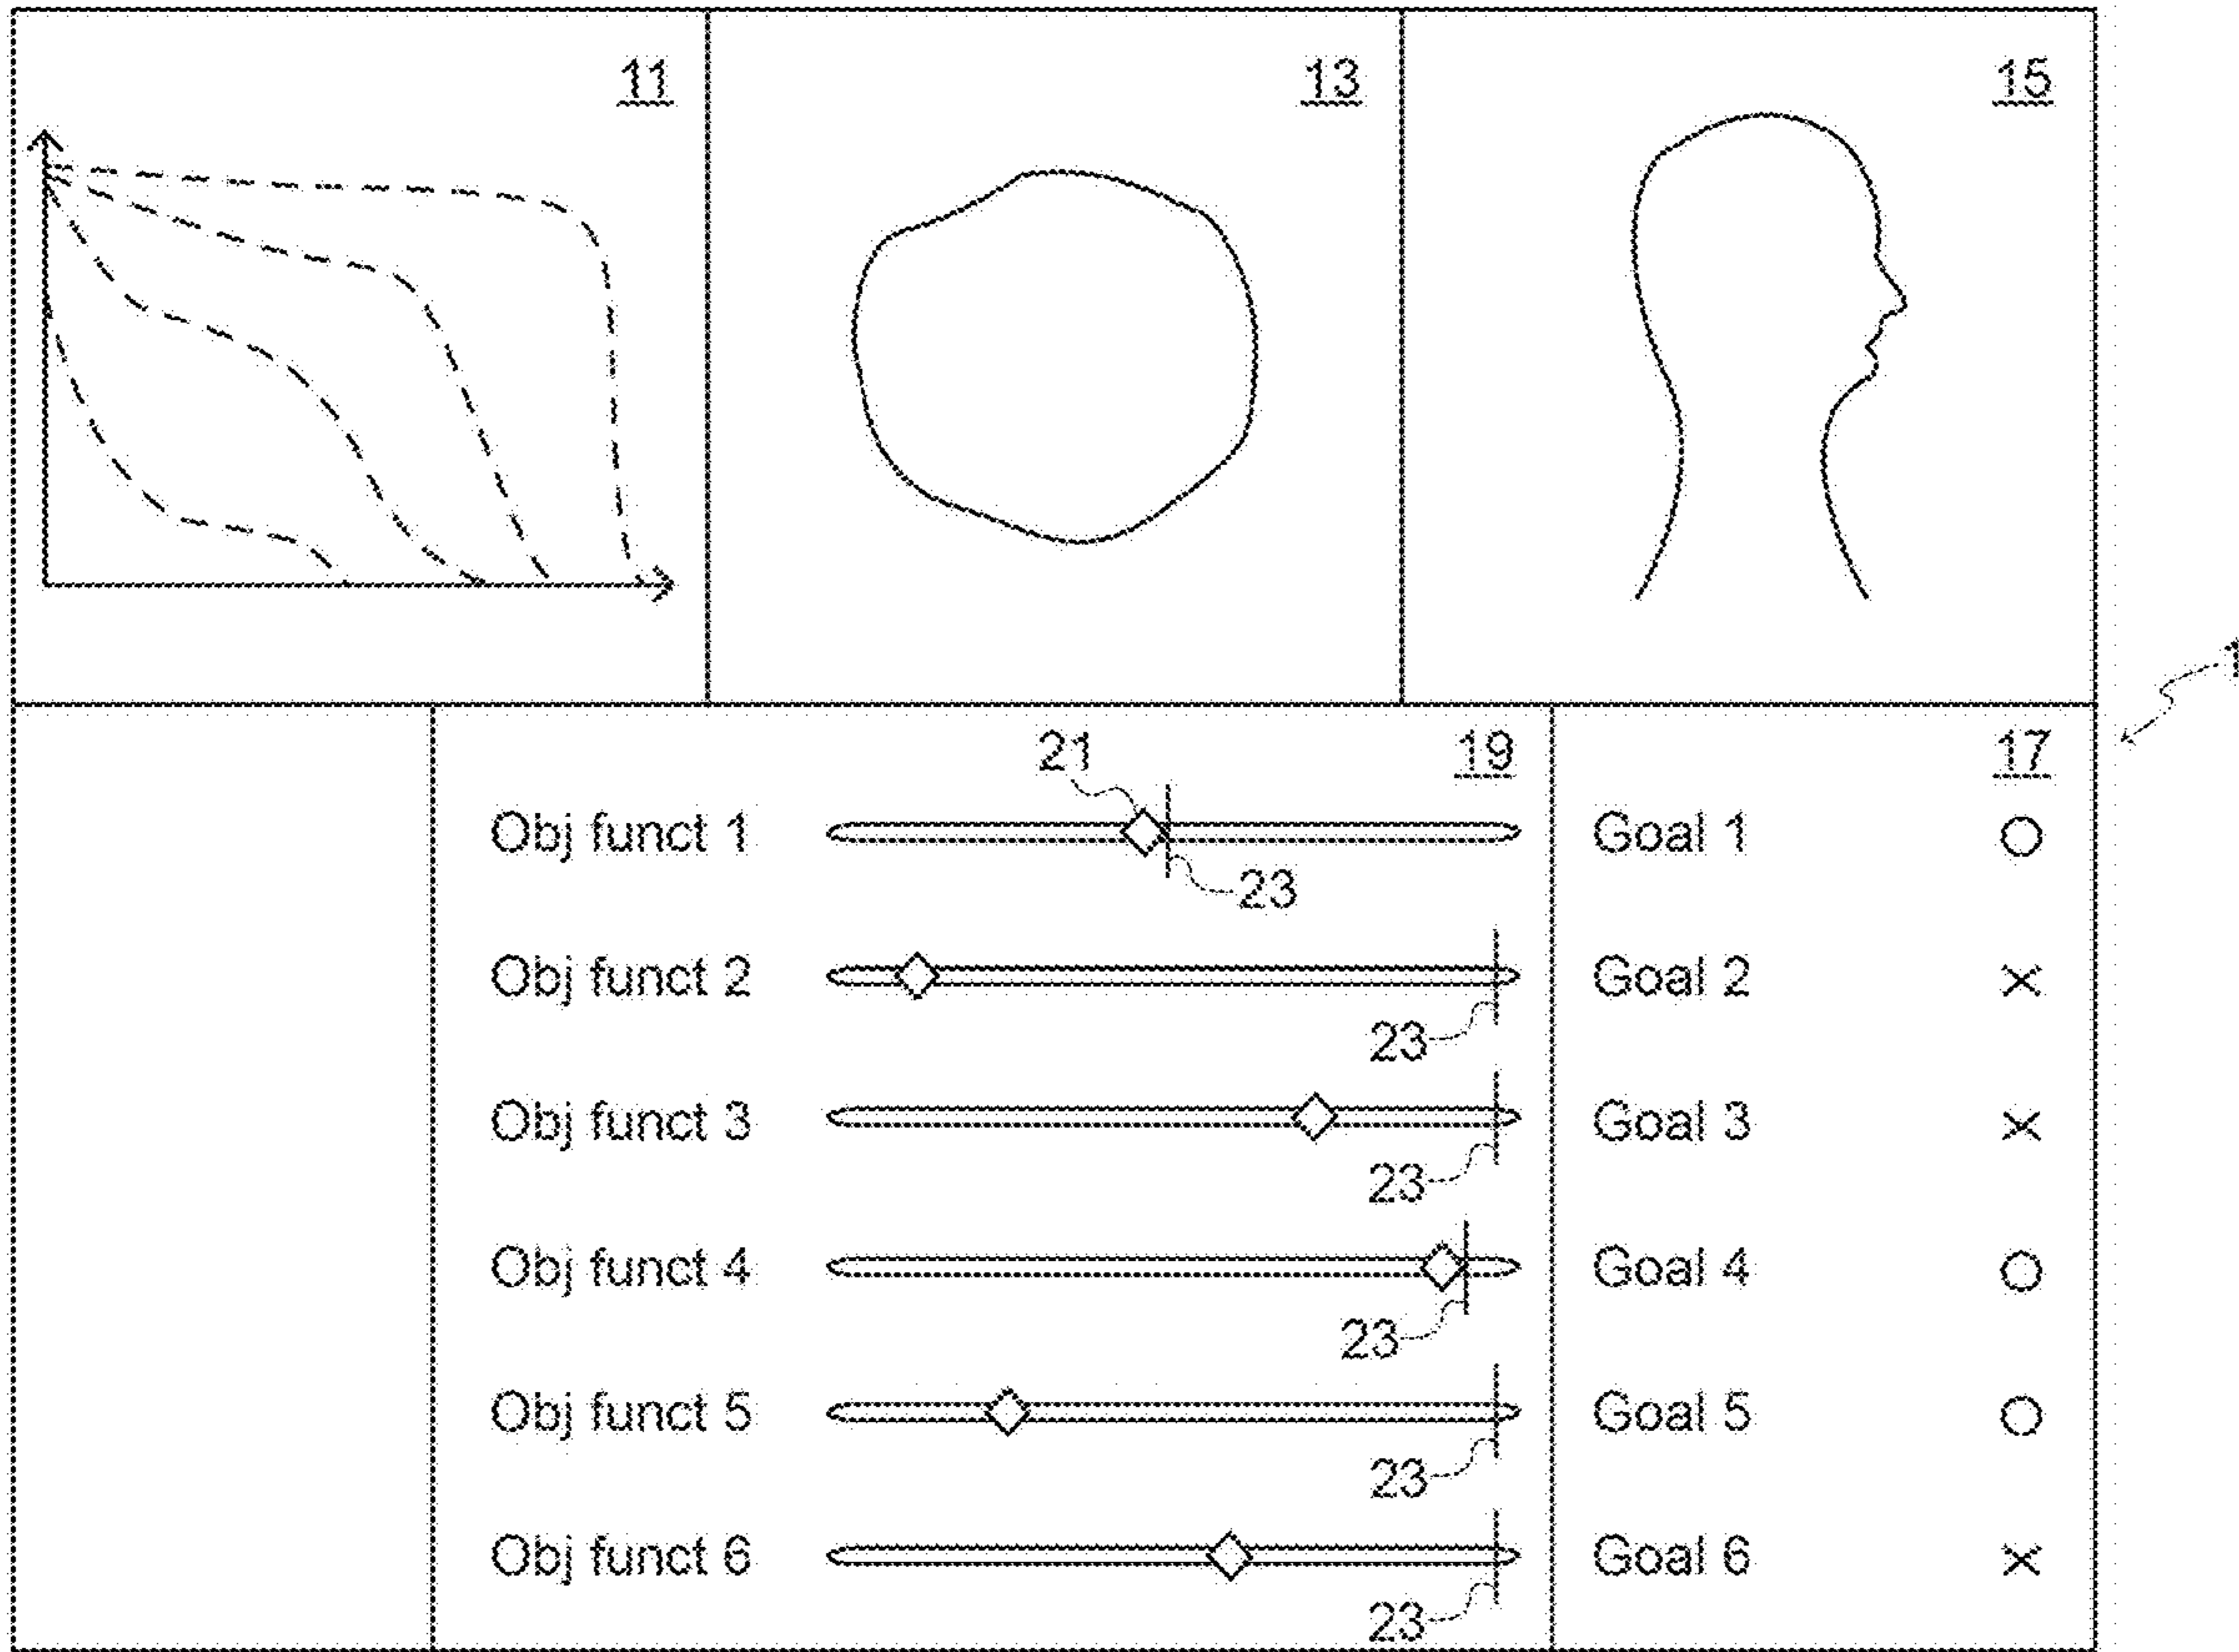 11
13
15
1
21
19
17
Obj funct 1
Goal 1
23
Obj funct 2
Goal 2
23
Obj funct 3
Goal 3
23
Obj funct 4
Goal 4
23
Obj funct 5
Goal 5
23
Obj funct 6
Goal 6
23